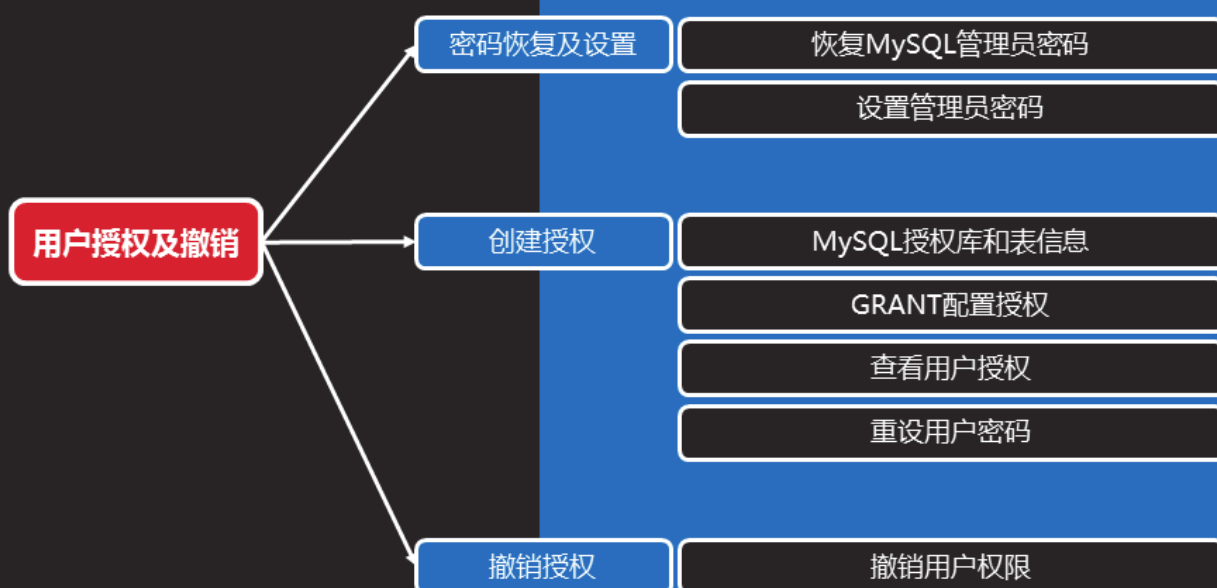 密码恢复及设置
恢复MySQL管理员密码
设置管理员密码
用户授权及撤销
创建授权
MySQL授权库和表信息
GRANT配置授权
查看用户授权
重设用户密码
撤销授权
撤销用户权限